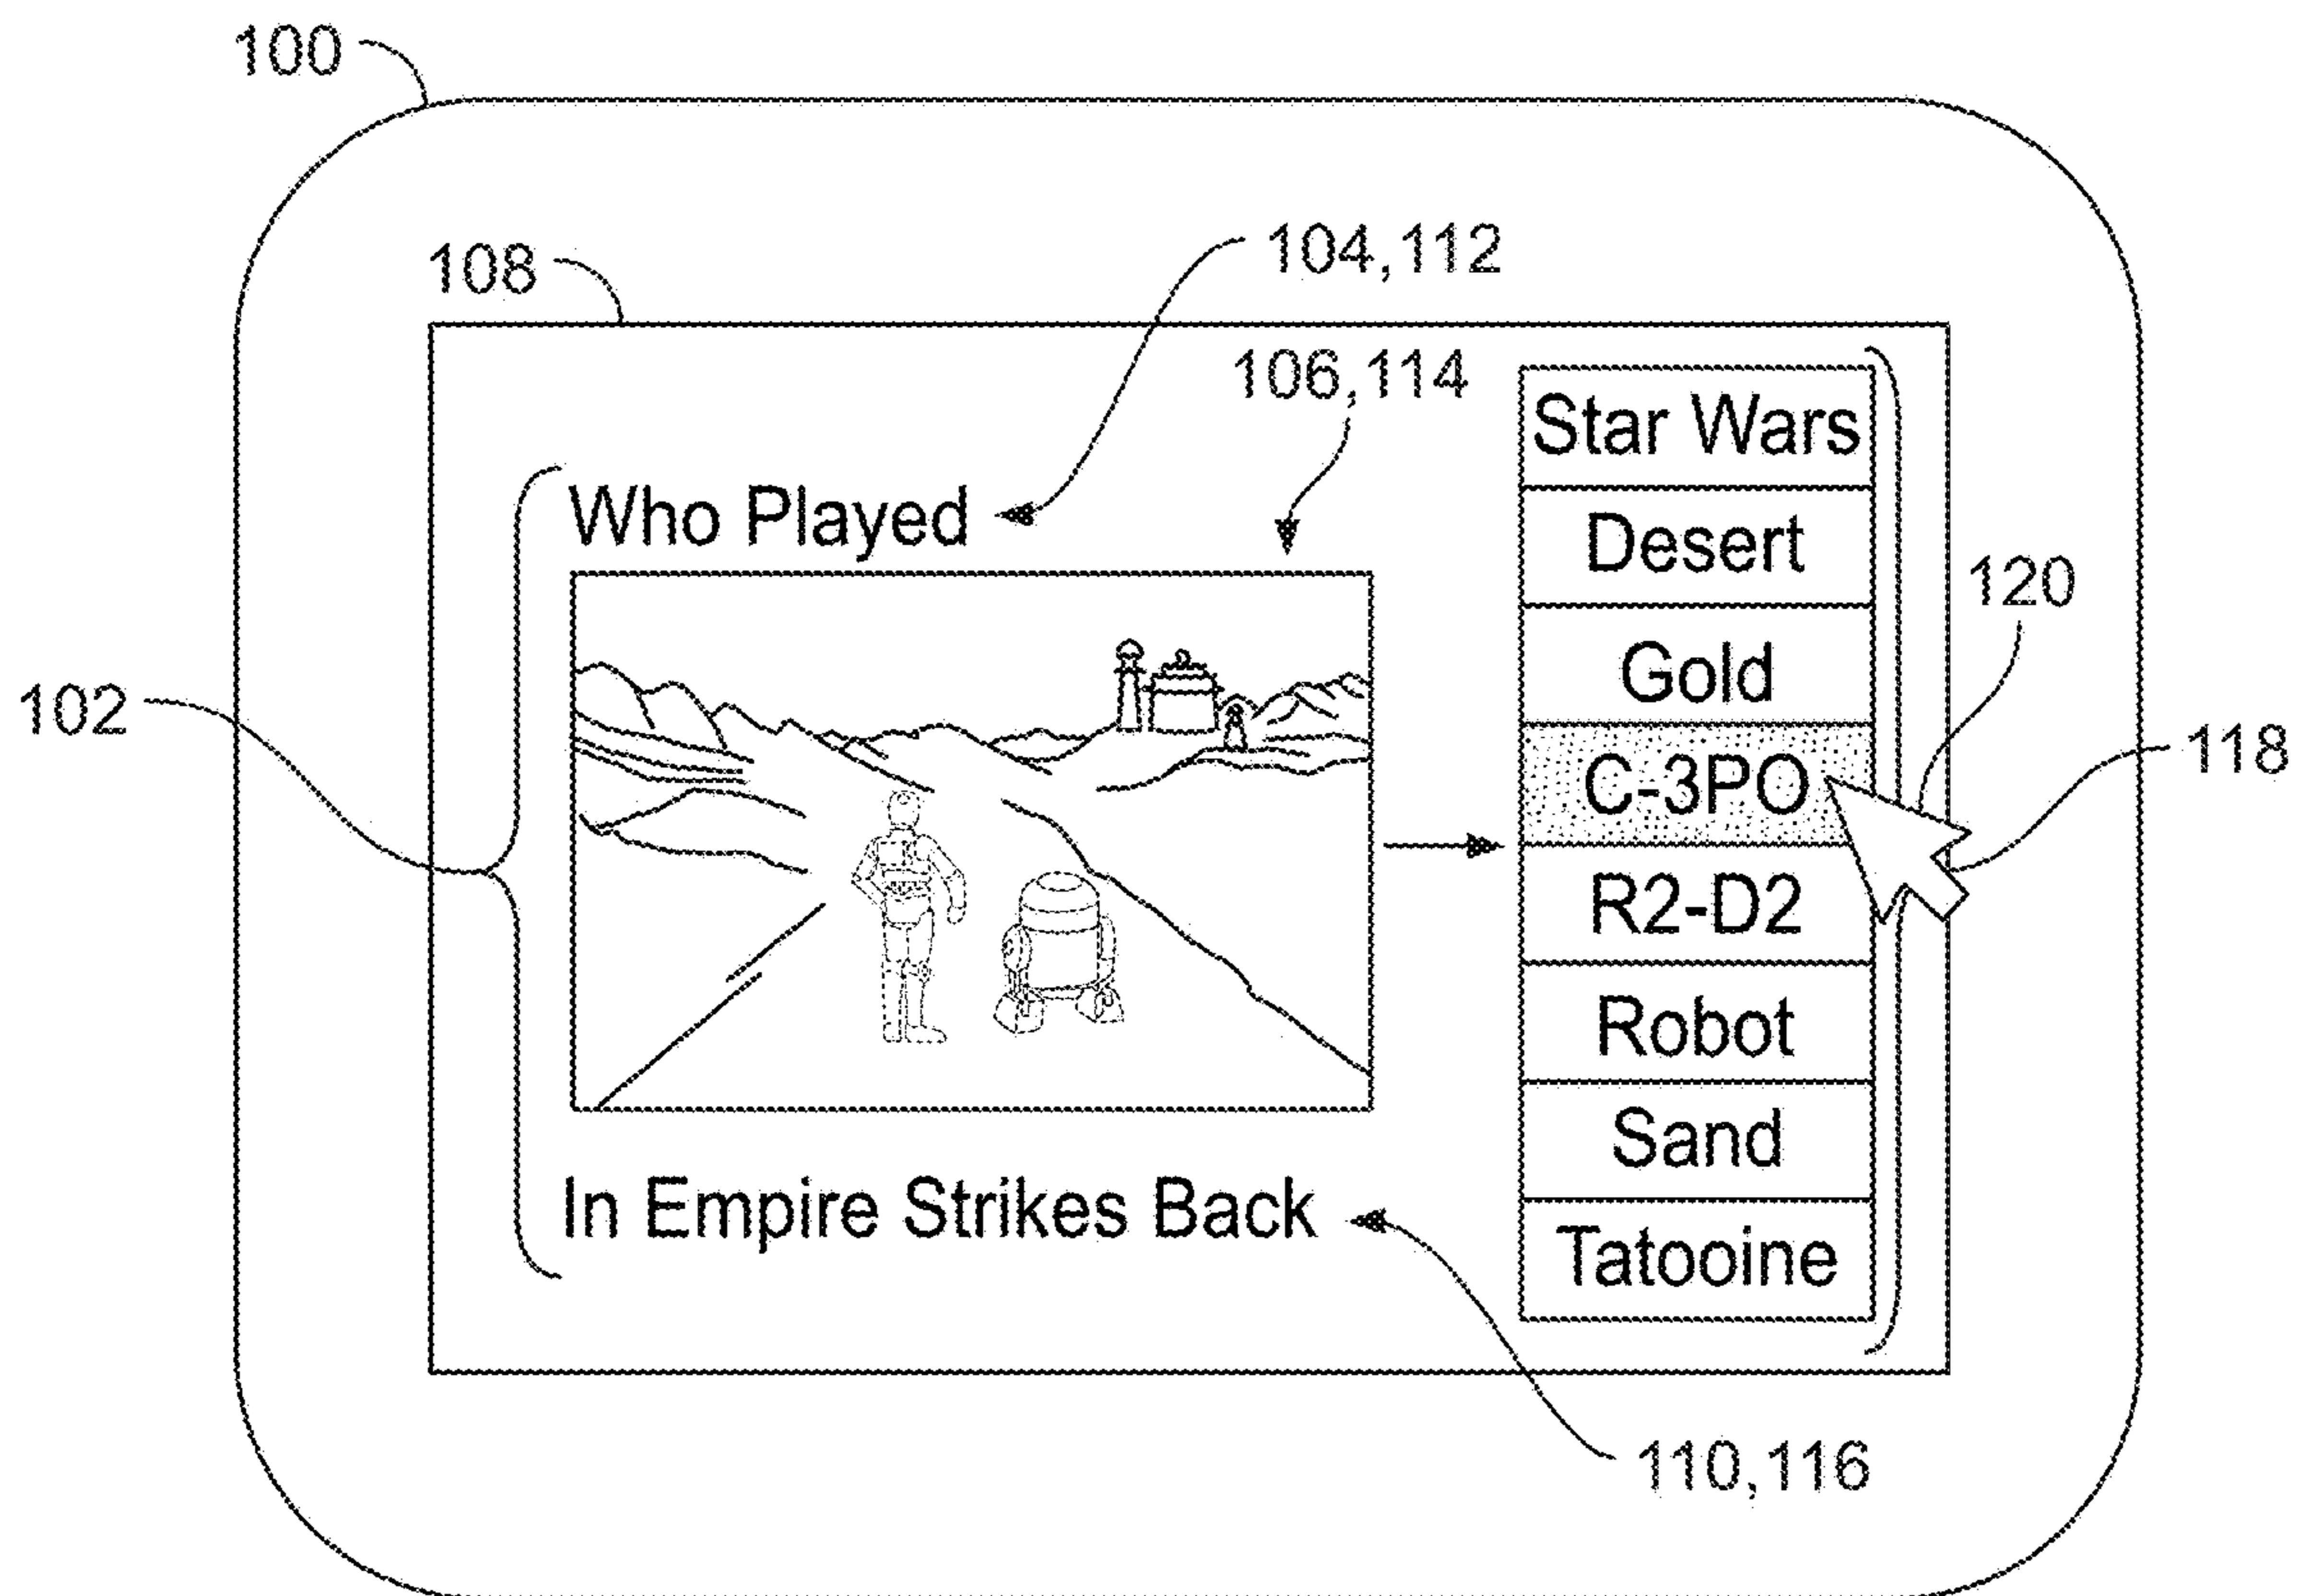 100
108
104,112
106,114
Who Played
102
In Empire Strikes Back
Star Wars
Desert
Gold
C-3PO
R2-D2
Robot
Sand
Tatooine
120
118
110,116